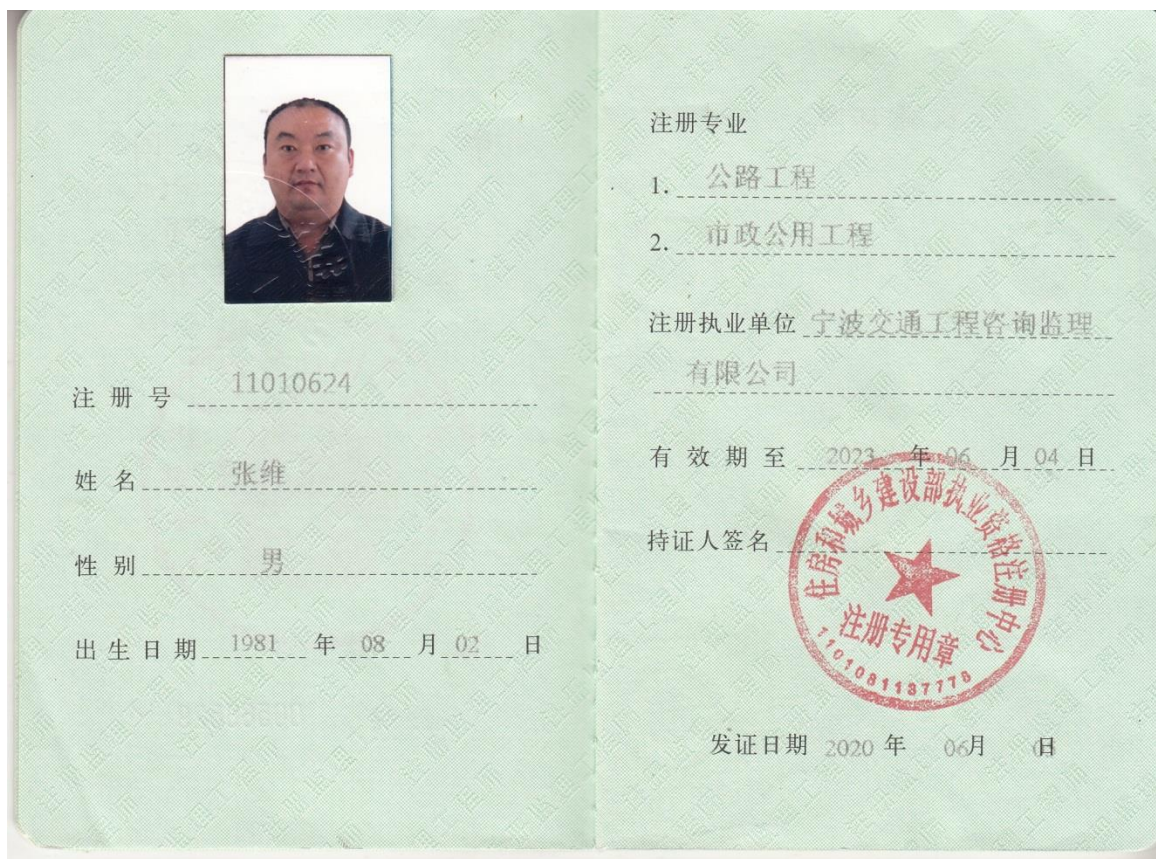 注册号 11010624
姓名 张维
性别 男
出生日期 1981 年 08 月 02 日
注册专业
1. 公路工程
2. 市政公用工程
注册执业单位 宁波交通工程咨询监理
有限公司
有效期至 2023 年 06 月 04 日
持证人签名
住房和城乡建设部执业资格注册中心
注册专用章
1101081137778
发证日期 2020 年 06月 日